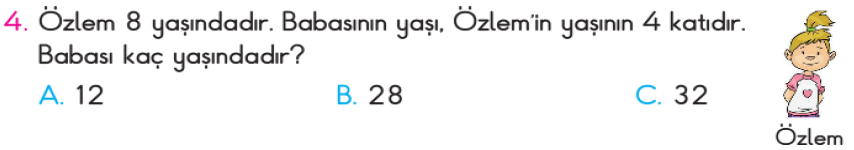 4. Özlem 8 yaşındadır. Babasının yaşı, Özlem'in yaşının 4 katıdır.
Babası kaç yaşındadır?
A. 12 B. 28 C. 32
Özlem